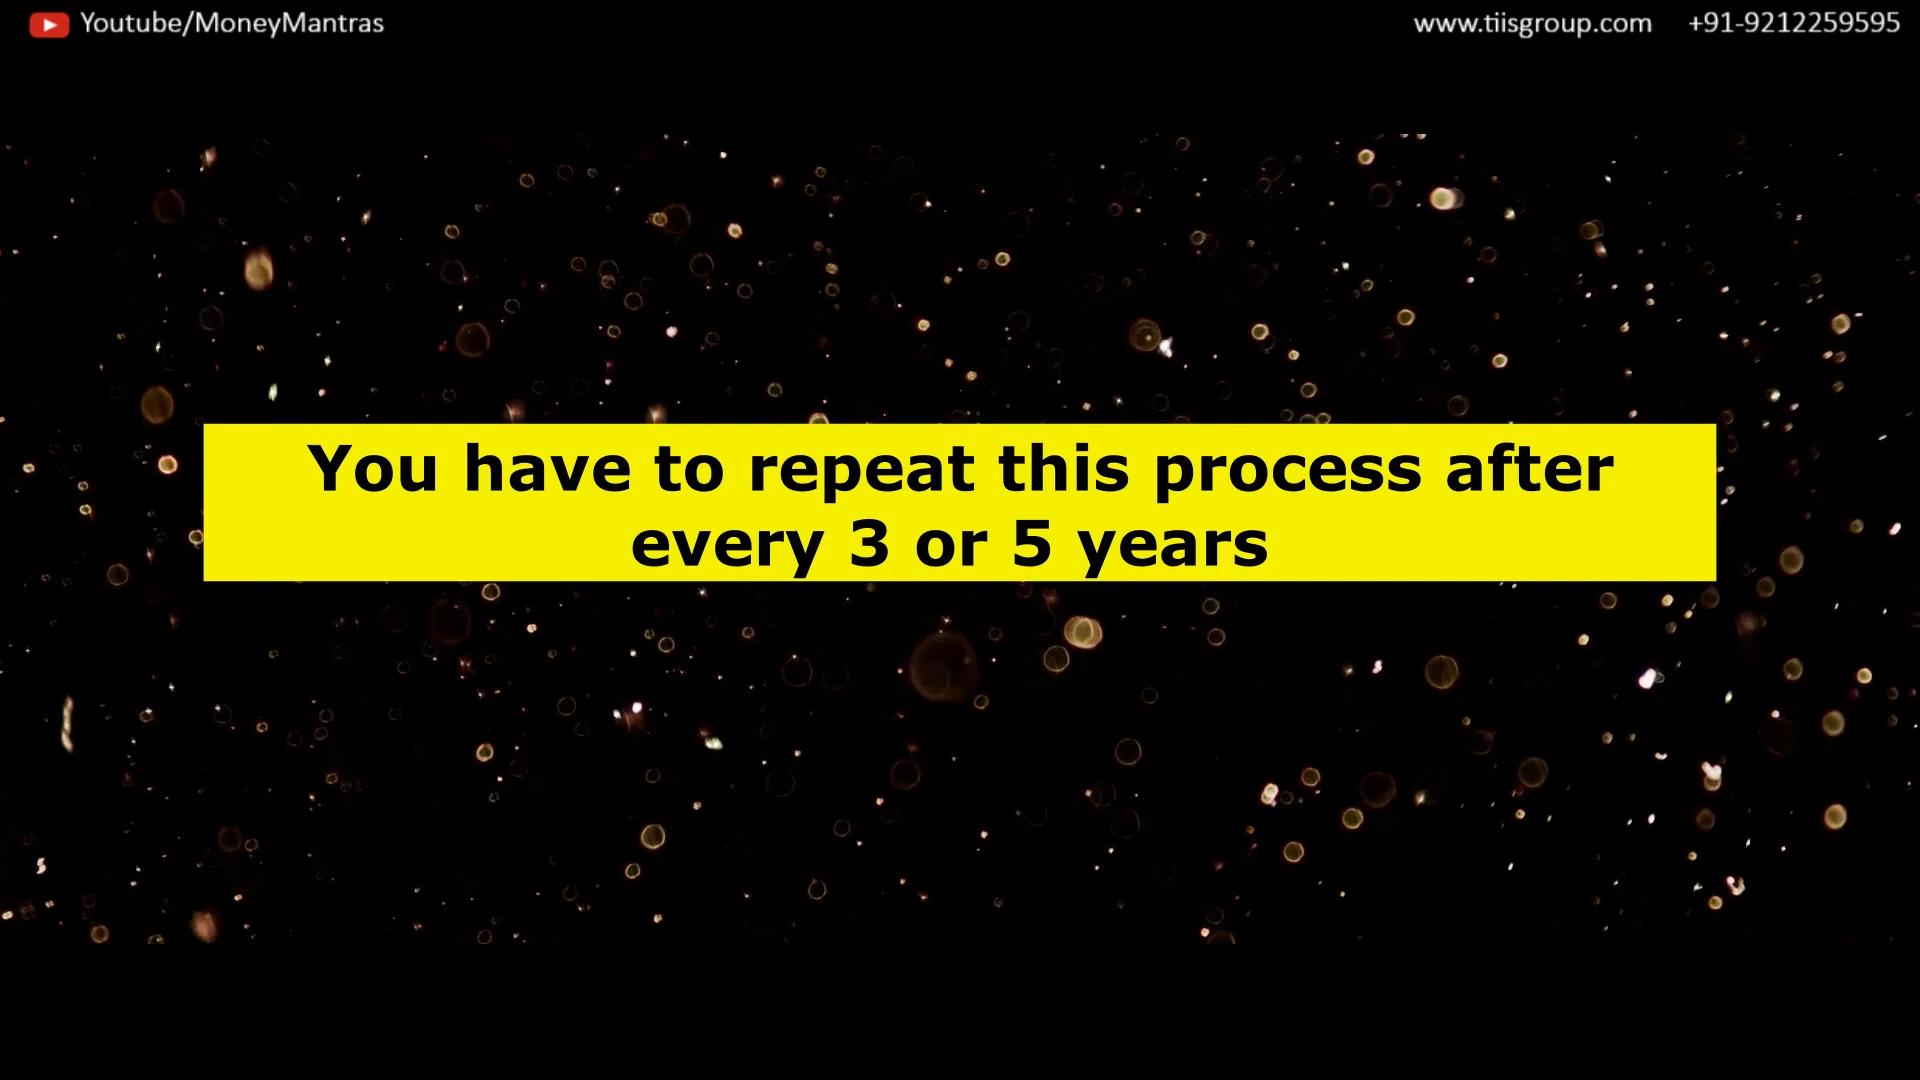 Youtube/MoneyMantras
www.tiisgroup.com +91-9212259595
You have to repeat this process after
every 3 or 5 years